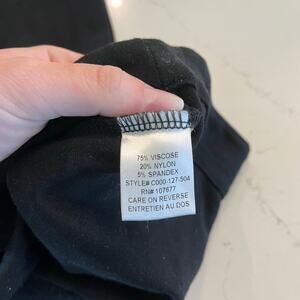 75% VISCOSE
20% NYLON
5% SPANDEX
STYLE# C000-127-504
RN# 107677
CARE ON REVERSE
ENTRETIEN AU DOS